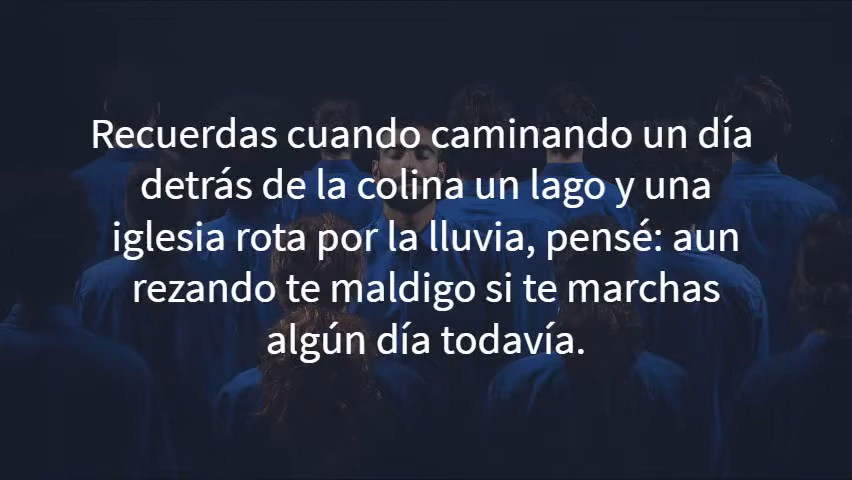 Recuerdas cuando caminando un día
detrás de la colina un lago y una
iglesia rota por la lluvia, pensé: aun
rezando te maldigo si te marchas
algún día todavía.